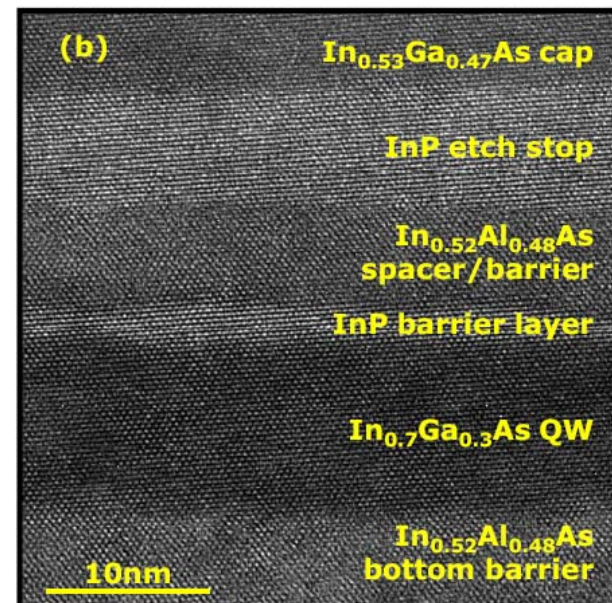 (b)
In0.53Ga0.47As cap
InP etch stop
In0.52Al0.48As
spacer/barrier
InP barrier layer
In0.7Ga0.3As QW
In0.52Al0.48As
bottom barrier
10nm